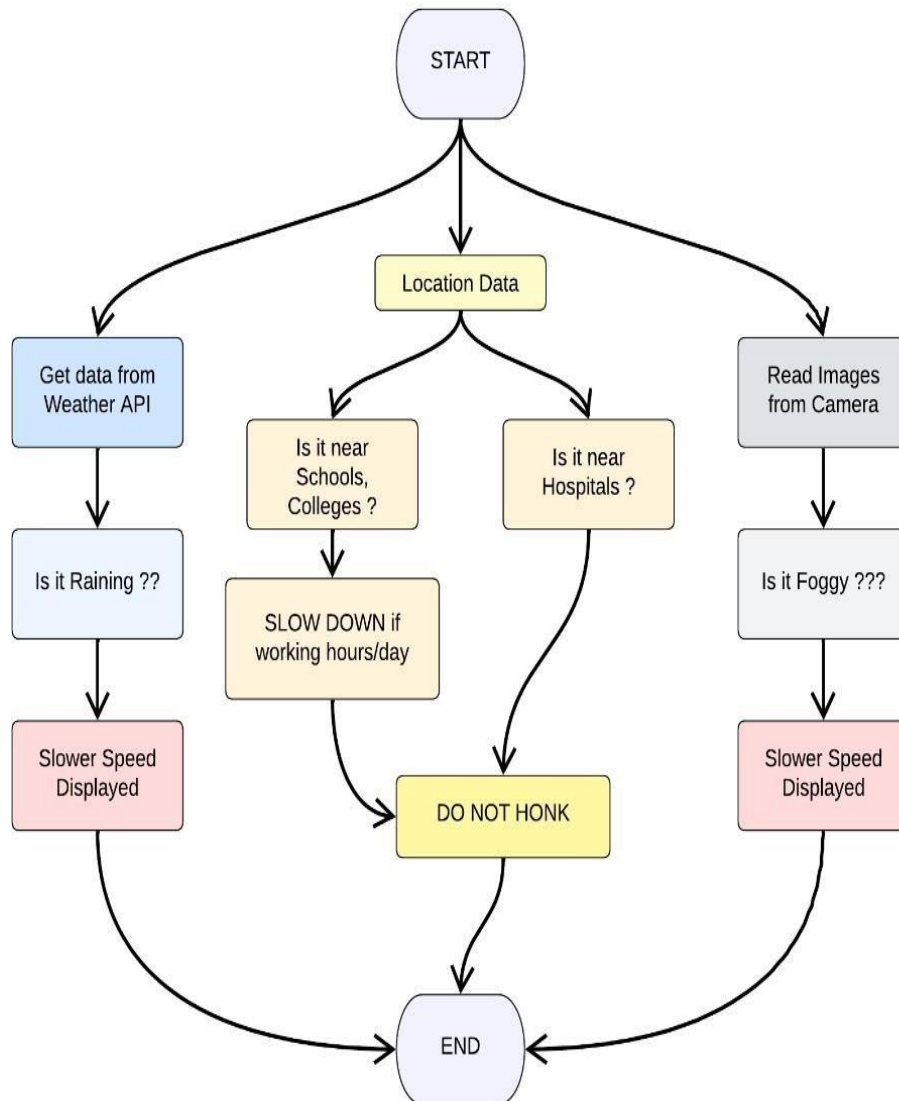 START
Location Data
Get data from
Weather API
Read Images
from Camera
Is it near
Schools,
Colleges ?
Is it near
Hospitals ?
Is it Raining ??
Is it Foggy ???
SLOW DOWN if
working hours/day
Slower Speed
Displayed
Slower Speed
Displayed
DO NOT HONK
END